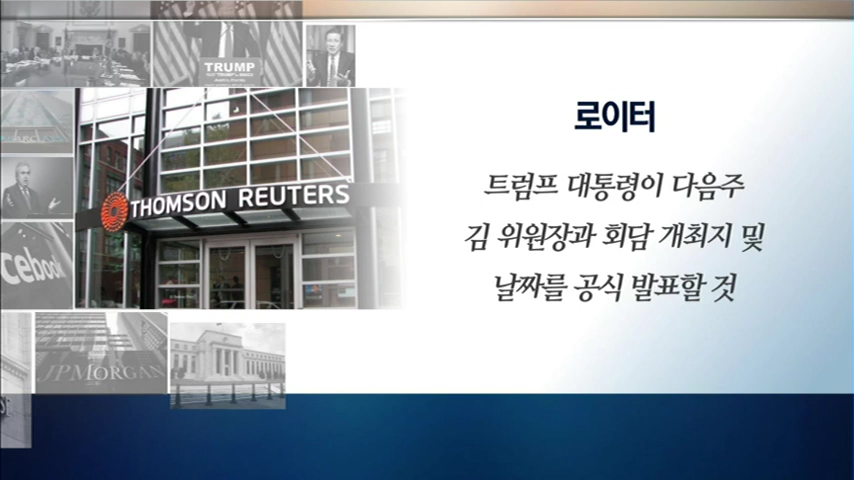 TRUMP
THOMSON REUTERS
cebook
JPMORGAN
로이터
트럼프 대통령이 다음주
김 위원장과 회담 개최지 및
날짜를 공식 발표할 것